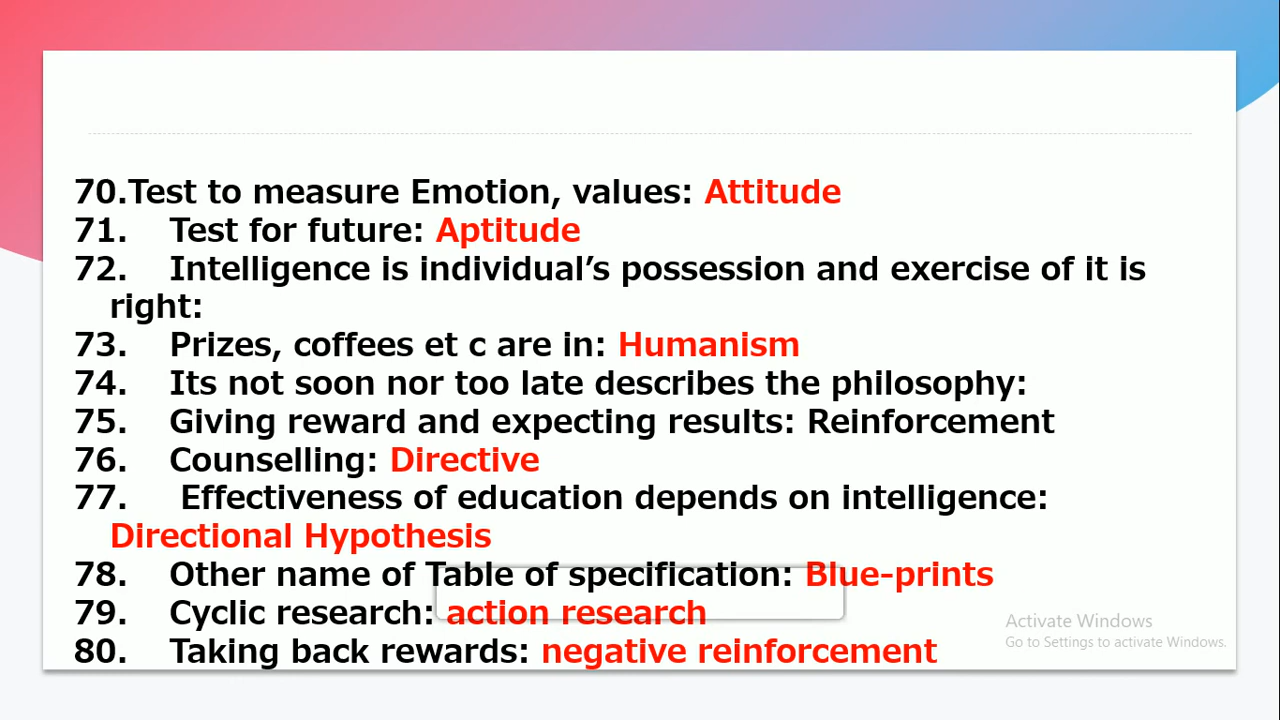 70.Test to measure Emotion, values: Attitude
71. Test for future: Aptitude
72. Intelligence is individual’s possession and exercise of it is
right:
73. Prizes, coffees et c are in: Humanism
74. Its not soon nor too late describes the philosophy:
75. Giving reward and expecting results: Reinforcement
76. Counselling: Directive
77. Effectiveness of education depends on intelligence:
Directional Hypothesis
78. Other name of Table of specification: Blue-prints
79. Cyclic research: action research
80. Taking back rewards: negative reinforcement
Activate Windows
Go to Settings to activate Windows.